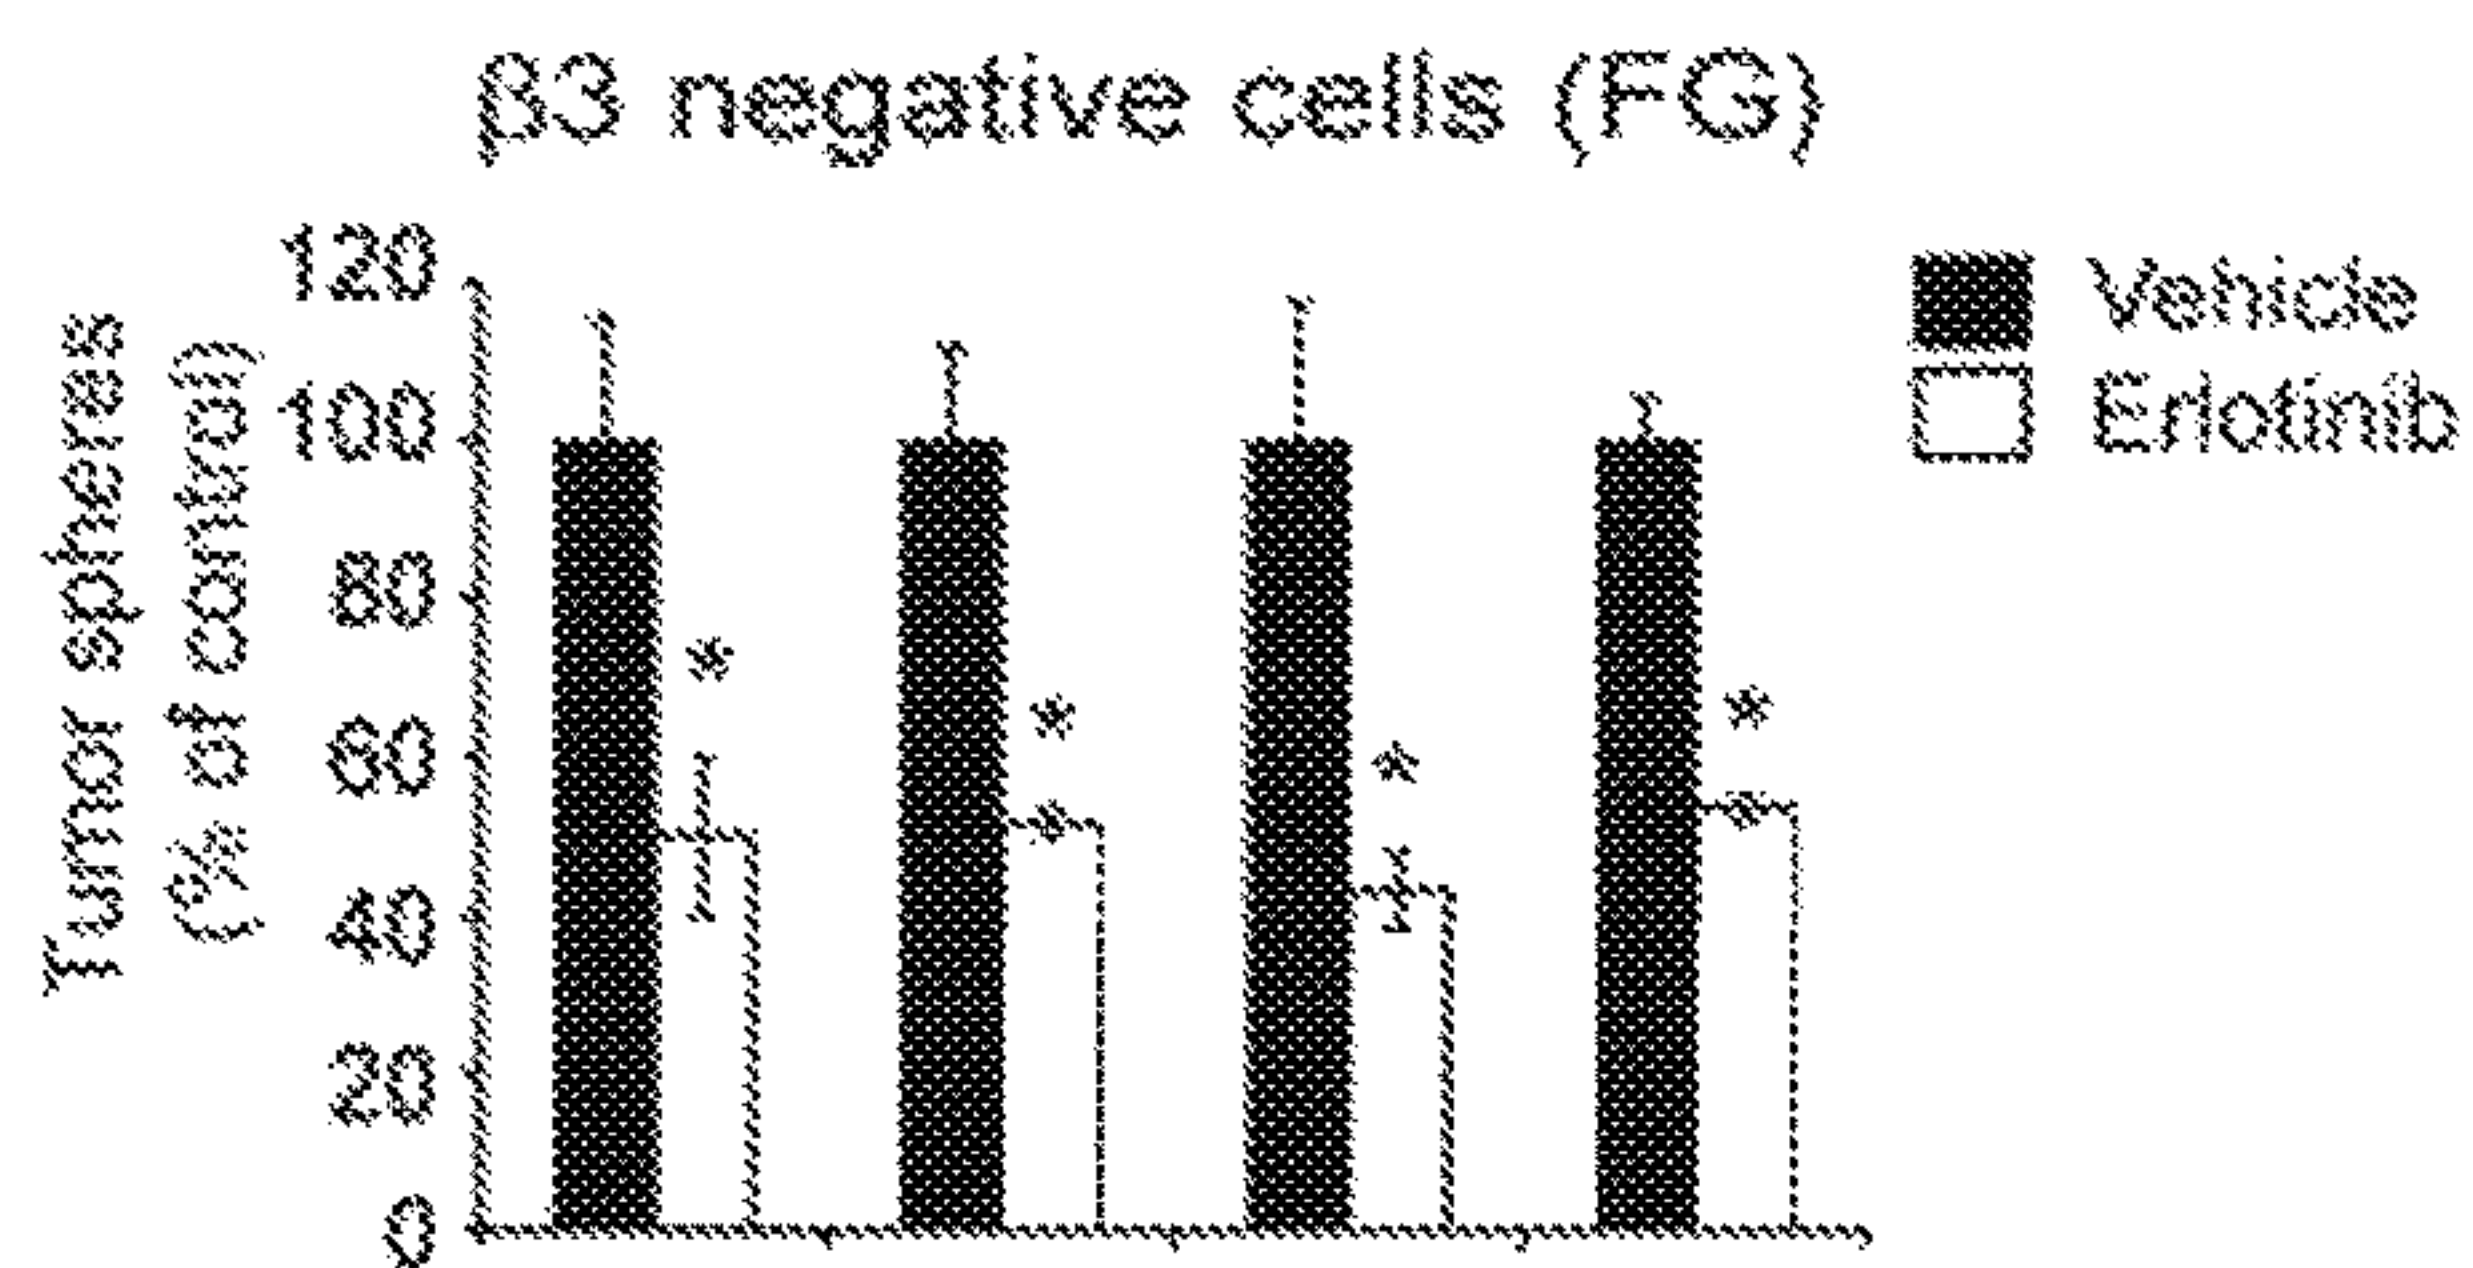 β3 negative cells (FG)
Tumor spheres
(% of control)
120
100
80
60
40
20
0
Vehicle
Erlotinib
*
*
*
*